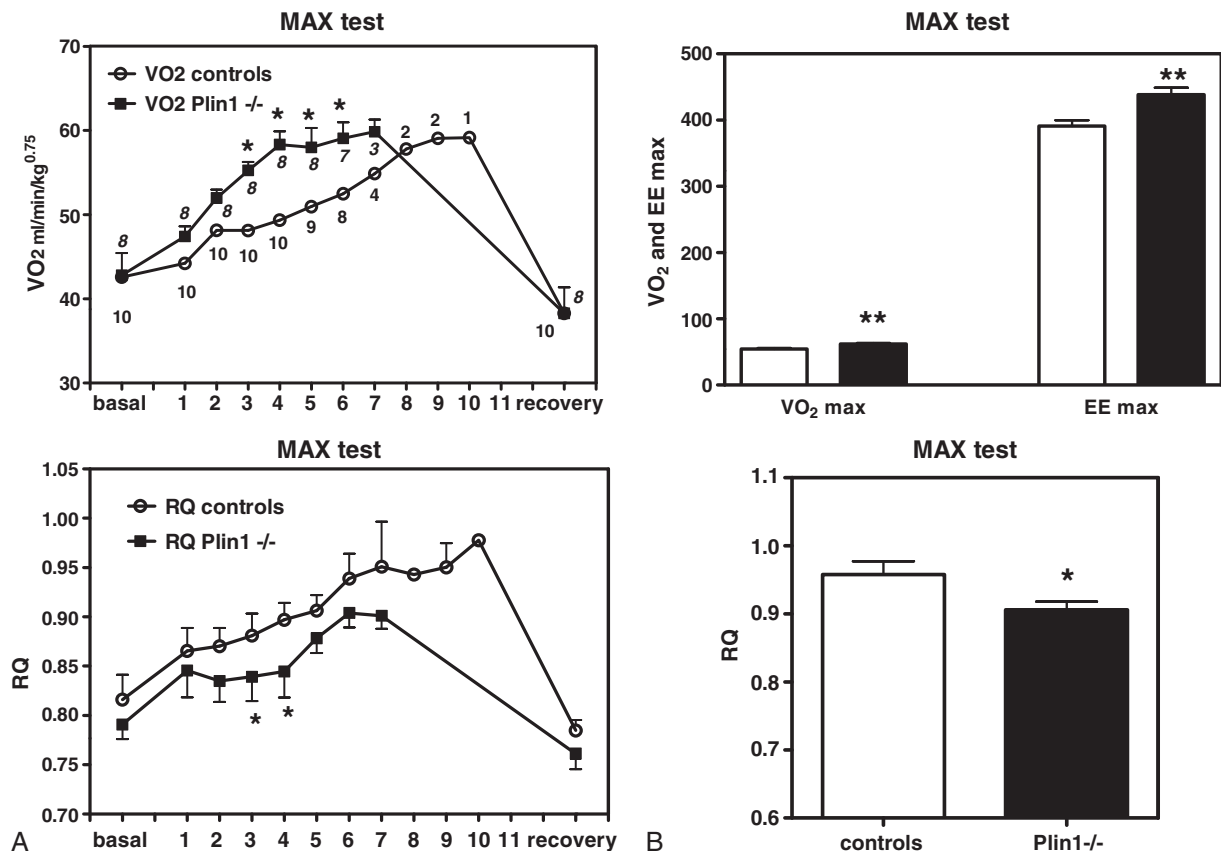 MAX test
70
60
50
40
30
VO2 ml/min/kg0.75
VO2 controls
VO2 Plin1 -/-
* * * *
8 8 8 8 8 8 7 3 8
10 10 10 10 10 9 8 4 2 2 1 10
basal 1 2 3 4 5 6 7 8 9 10 11 recovery
MAX test
1.05
1.00
0.95
0.90
0.85
0.80
0.75
0.70
RQ
RQ controls
RQ Plin1 -/-
* *
basal 1 2 3 4 5 6 7 8 9 10 11 recovery
A
MAX test
500
400
300
200
100
0
VO2 and EE max
** **
VO2 max EE max
MAX test
1.1
1.0
0.9
0.8
0.7
0.6
RQ
*
controls Plin1-/-
B